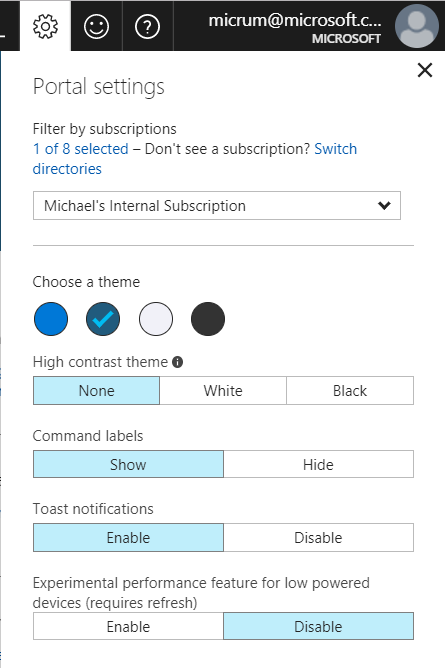 micrum@microsoft.c...
MICROSOFT
Portal settings
Filter by subscriptions
1 of 8 selected – Don't see a subscription? Switch
directories
Michael's Internal Subscription
Choose a theme
High contrast theme
None White Black
Command labels
Show Hide
Toast notifications
Enable Disable
Experimental performance feature for low powered
devices (requires refresh)
Enable Disable